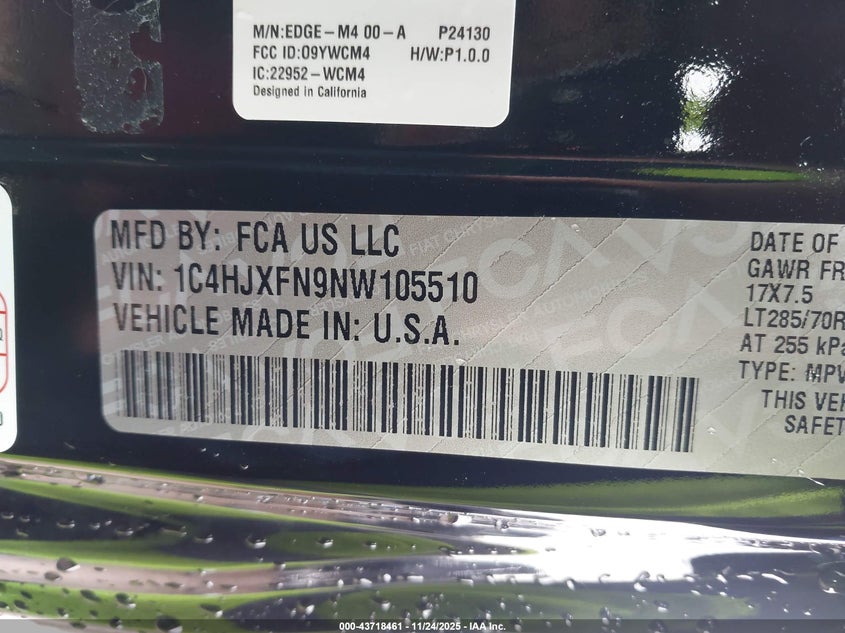 M/N:EDGE-M4 00-A P24130
FCC ID:O9YWCM4 H/W:P1.0.0
IC:22952-WCM4
Designed in California
MFD BY: FCA US LLC
VIN: 1C4HJXFN9NW105510
VEHICLE MADE IN: U.S.A.
DATE OF
GAWR FR
17X7.5
LT285/70R
AT 255 kPa
TYPE: MPV
THIS VEH
SAFET
000-43718461 - 11/24/2025 - IAA Inc.